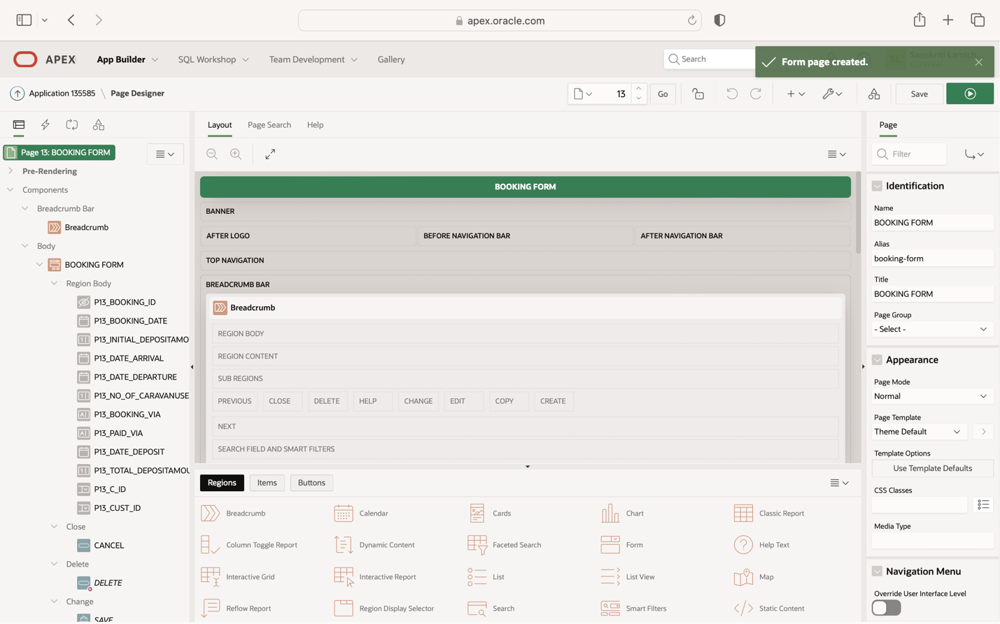 apex.oracle.com
APEX
App Builder
SQL Workshop
Team Development
Gallery
Search
Form page created.
Sanskriti Lamich
SL
Application 135585 \ Page Designer
13
Go
Save
Layout
Page Search
Help
Page
Page 13: BOOKING FORM
Filter
Pre-Rendering
Components
Breadcrumb Bar
Breadcrumb
Body
BOOKING FORM
Region Body
P13_BOOKING_ID
P13_BOOKING_DATE
P13_INITIAL_DEPOSITAMO
P13_DATE_ARRIVAL
P13_DATE_DEPARTURE
P13_NO_OF_CARAVANUSE
P13_BOOKING_VIA
P13_PAID_VIA
P13_DATE_DEPOSIT
P13_TOTAL_DEPOSITAMOU
P13_C_ID
P13_CUST_ID
Close
CANCEL
Delete
DELETE
Change
SAVE
BOOKING FORM
BANNER
AFTER LOGO
BEFORE NAVIGATION BAR
AFTER NAVIGATION BAR
TOP NAVIGATION
BREADCRUMB BAR
Breadcrumb
REGION BODY
REGION CONTENT
SUB REGIONS
PREVIOUS
CLOSE
DELETE
HELP
CHANGE
EDIT
COPY
CREATE
NEXT
SEARCH FIELD AND SMART FILTERS
Regions
Items
Buttons
Breadcrumb
Calendar
Cards
Chart
Classic Report
Column Toggle Report
Dynamic Content
Faceted Search
Form
Help Text
Interactive Grid
Interactive Report
List
List View
Map
Reflow Report
Region Display Selector
Search
Smart Filters
Static Content
Identification
Name
BOOKING FORM
Alias
booking-form
Title
BOOKING FORM
Page Group
- Select -
Appearance
Page Mode
Normal
Page Template
Theme Default
Template Options
Use Template Defaults
CSS Classes
Media Type
Navigation Menu
Override User Interface Level